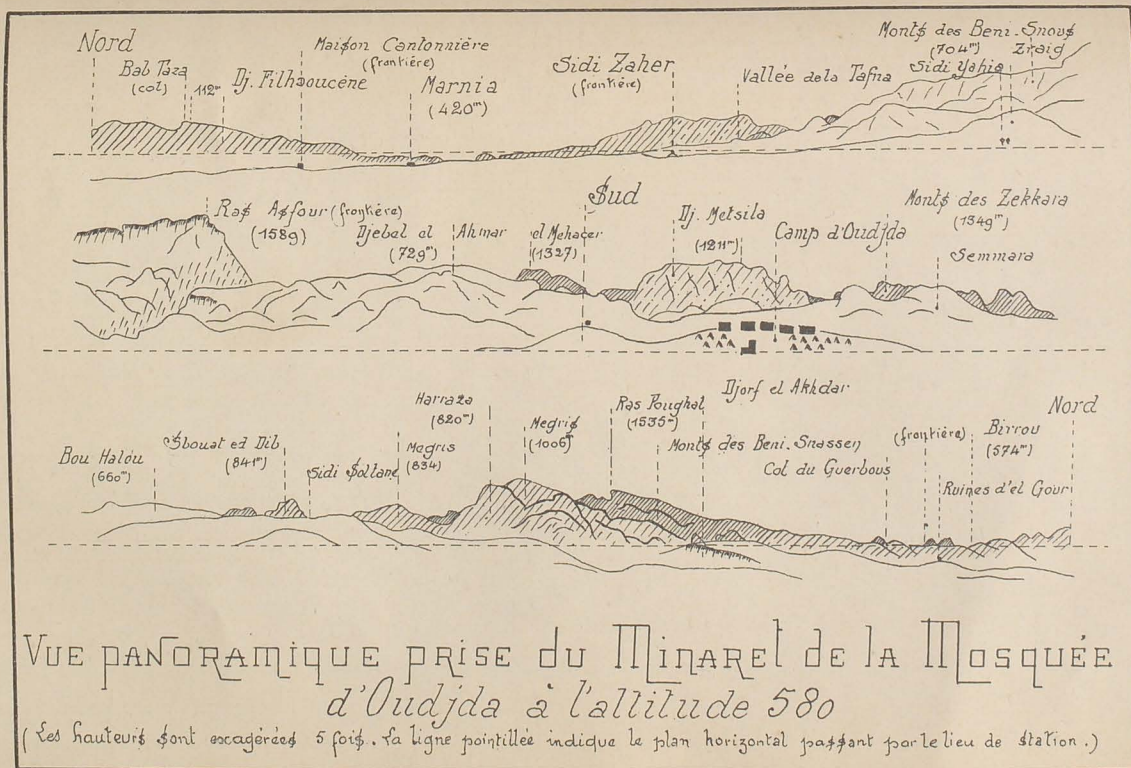 Nord
Bab Taza
(col)
112ᵐ
Dj. Filhaoucène
Maison Cantonnière
(frontière)
Marnia
(420ᵐ)
Sidi Zaher
(frontière)
Vallée de la Tafna
Monts des Beni-Snous
(704ᵐ) Zraig
Sidi Yahia
Ras Asfour (frontière)
(1589)
Djebel el Ahmar
(729ᵐ)
el Mehacer
(1327)
Sud
Dj. Metsila
(1211ᵐ)
Camp d'Oudjda
Monts des Zekkara
(1349ᵐ)
Semmara
Bou Halou
(660ᵐ)
Sbouat ed Dib
(841ᵐ)
Sidi Soltane
Magris
(834)
Harraza
(820ᵐ)
Megris
(1006ᵐ)
Ras Foughal
(1535ᵐ)
Monts des Beni-Snassen
Djorf el Akhdar
Col du Guerbous
(frontière)
Birrou
(574ᵐ)
Ruines d'el Gour
Nord
Vue panoramique prise du Minaret de la Mosquée
d'Oudjda à l'altitude 580
(Les hauteurs sont exagérées 5 fois. La ligne pointillée indique le plan horizontal passant par le lieu de station.)